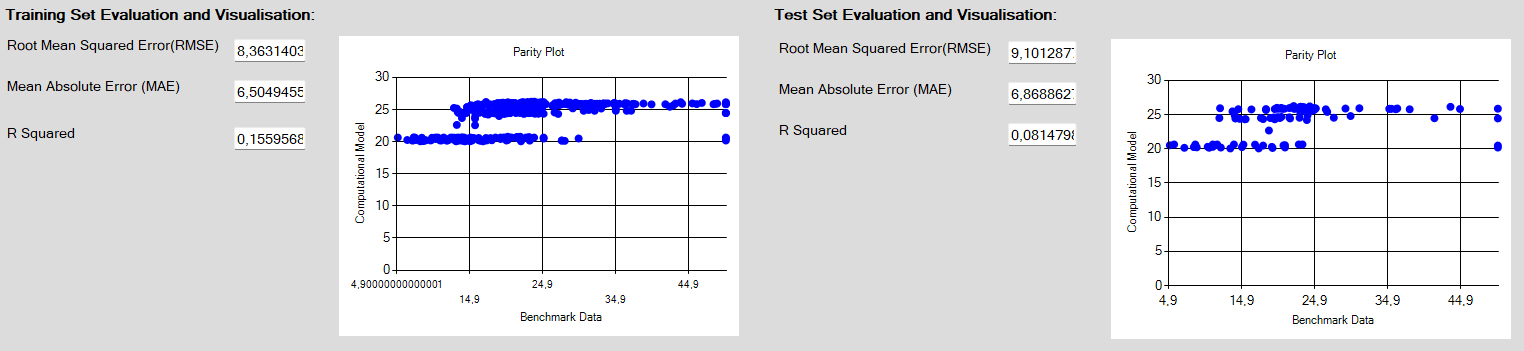 Training Set Evaluation and Visualisation:
Root Mean Squared Error(RMSE)
8,3631403
Mean Absolute Error (MAE)
6,5049455
R Squared
0,1559568
Parity Plot
Computational Model
30
25
20
15
10
5
0
4,90000000000001
14,9
24,9
34,9
44,9
Benchmark Data
Test Set Evaluation and Visualisation:
Root Mean Squared Error(RMSE)
9,1012877
Mean Absolute Error (MAE)
6,8688627
R Squared
0,0814798
Parity Plot
Computational Model
30
25
20
15
10
5
0
4,9
14,9
24,9
34,9
44,9
Benchmark Data